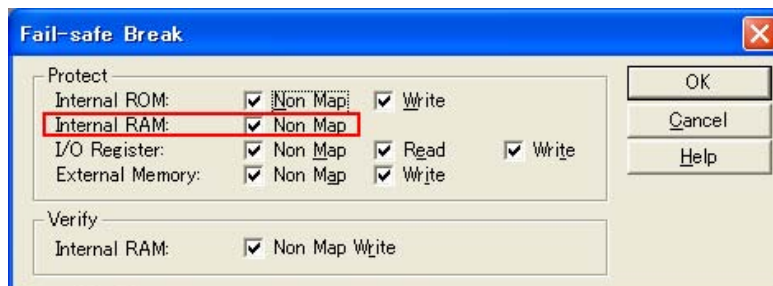 Fail-safe Break
Protect
Internal ROM: Non Map Write
Internal RAM: Non Map
I/O Register: Non Map Read Write
External Memory: Non Map Write
Verify
Internal RAM: Non Map Write
OK
Cancel
Help